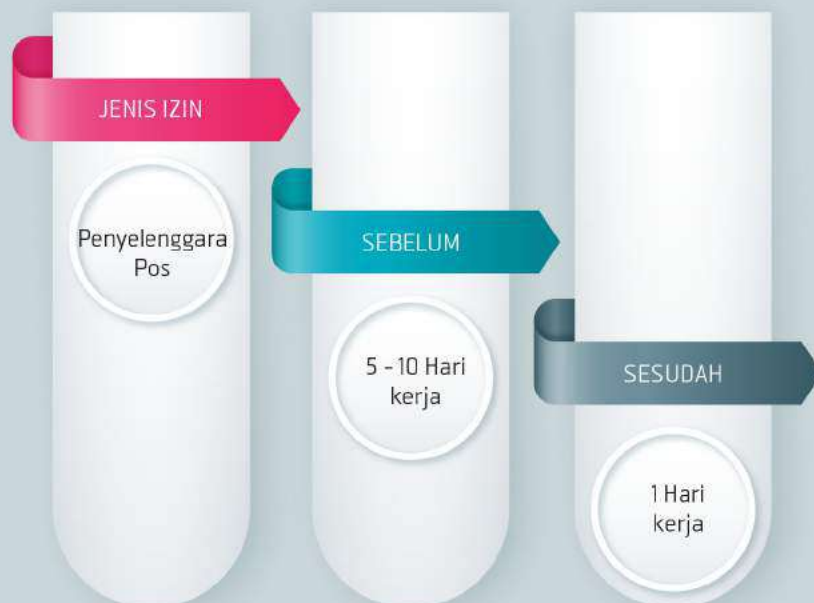 JENIS IZIN
Penyelenggara
Pos
SEBELUM
5 - 10 Hari
kerja
SESUDAH
1 Hari
kerja